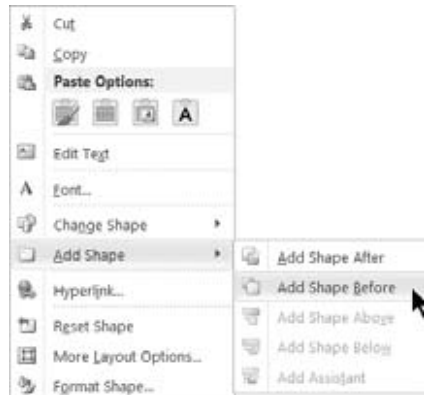 Cut
Copy
Paste Options:
A
Edit Text
A Font...
Change Shape
Add Shape
Add Shape After
Hyperlink...
Add Shape Before
Reset Shape
Add Shape Above
More Layout Options...
Add Shape Below
Format Shape...
Add Assistant